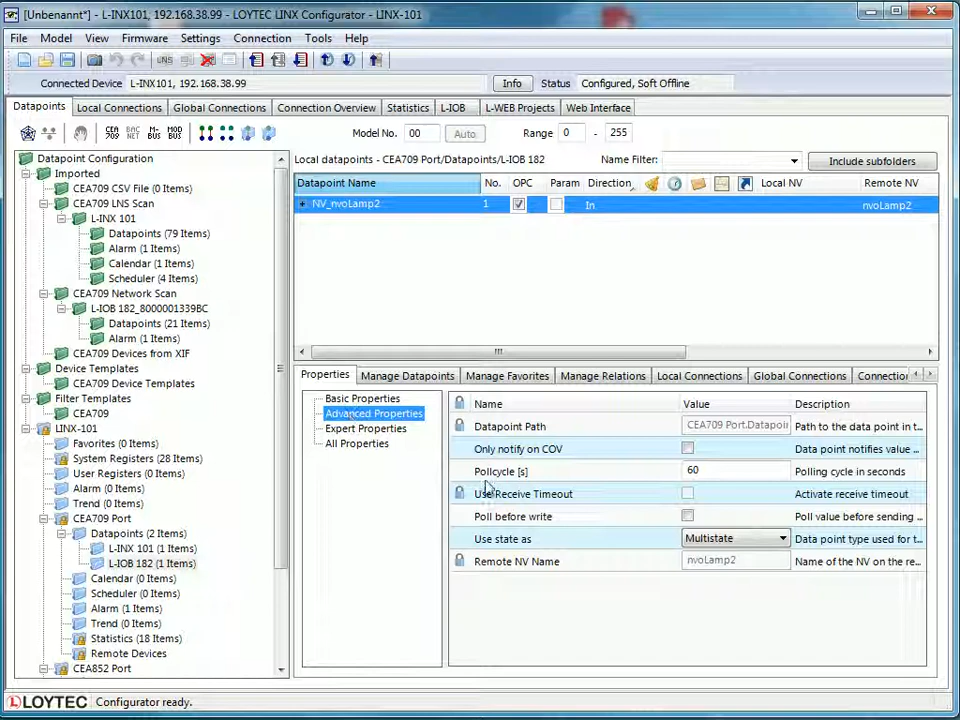 [Unbenannt*] - L-INX101, 192.168.38.99 - LOYTEC LINX Configurator - LINX-101
File Model View Firmware Settings Connection Tools Help
Connected Device L-INX101, 192.168.38.99 Info Status Configured, Soft Offline
Datapoints Local Connections Global Connections Connection Overview Statistics L-IOB L-WEB Projects Web Interface
CEA 709 BAC NET M-BUS MOD BUS Model No. 00 Auto Range 0 - 255
Datapoint Configuration
Imported
CEA709 CSV File (0 Items)
CEA709 LNS Scan
L-INX 101
Datapoints (79 Items)
Alarm (1 Items)
Calendar (1 Items)
Scheduler (4 Items)
CEA709 Network Scan
L-IOB 182_8000001339BC
Datapoints (21 Items)
Alarm (1 Items)
CEA709 Devices from XIF
Device Templates
CEA709 Device Templates
Filter Templates
CEA709
LINX-101
Favorites (0 Items)
System Registers (28 Items)
User Registers (0 Items)
Alarm (0 Items)
Trend (0 Items)
CEA709 Port
Datapoints (2 Items)
L-INX 101 (1 Items)
L-IOB 182 (1 Items)
Calendar (0 Items)
Scheduler (0 Items)
Alarm (1 Items)
Trend (0 Items)
Statistics (18 Items)
Remote Devices
CEA852 Port
Local datapoints - CEA709 Port/Datapoints/L-IOB 182 Name Filter: Include subfolders
Datapoint Name No. OPC Param Direction Local NV Remote NV
NV_nvoLamp2 1 In nvoLamp2
Properties Manage Datapoints Manage Favorites Manage Relations Local Connections Global Connections Connection
Basic Properties
Advanced Properties
Expert Properties
All Properties
Name Value Description
Datapoint Path CEA709 Port.Datapoin Path to the data point in t...
Only notify on COV Data point notifies value ...
Pollcycle [s] 60 Polling cycle in seconds
Use Receive Timeout Activate receive timeout
Poll before write Poll value before sending ...
Use state as Multistate Data point type used for t...
Remote NV Name nvoLamp2 Name of the NV on the re...
LOYTEC Configurator ready.